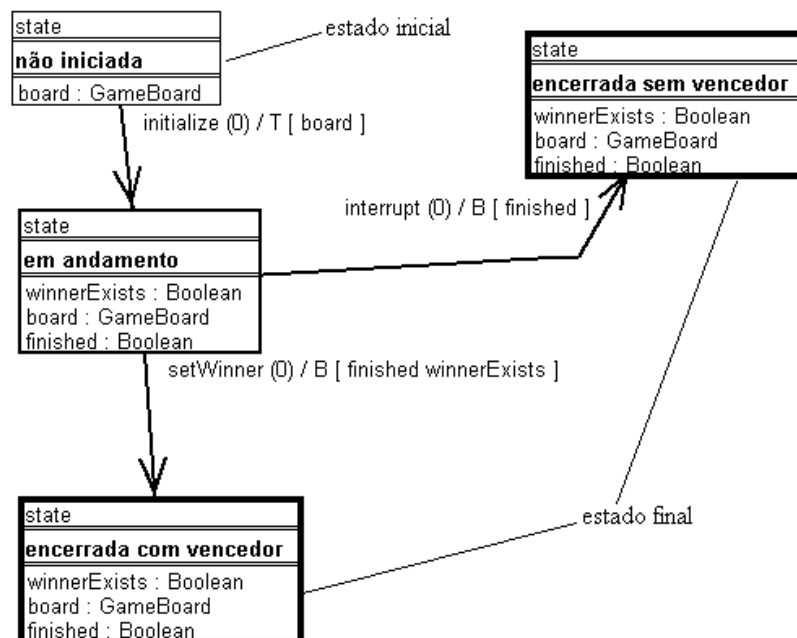 state
não iniciada
board : GameBoard
estado inicial
state
encerrada sem vencedor
winnerExists : Boolean
board : GameBoard
finished : Boolean
initialize (0) / T [ board ]
interrupt (0) / B [ finished ]
state
em andamento
winnerExists : Boolean
board : GameBoard
finished : Boolean
setWinner (0) / B [ finished winnerExists ]
estado final
state
encerrada com vencedor
winnerExists : Boolean
board : GameBoard
finished : Boolean